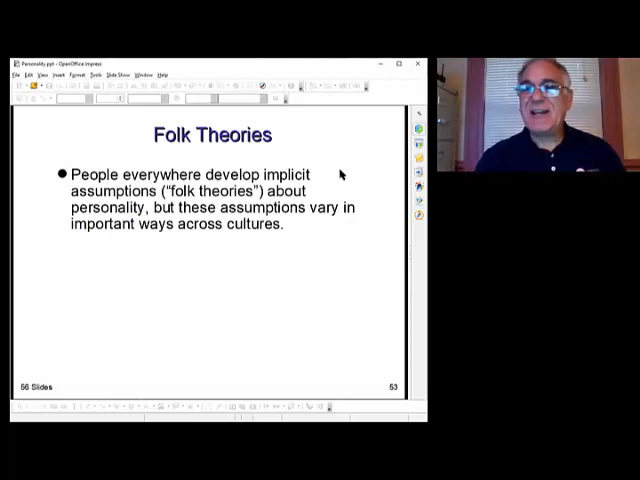 Personality.ppt - OpenOffice Impress
File Edit View Insert Format Tools Slide Show Window Help
Folk Theories
● People everywhere develop implicit
assumptions (“folk theories”) about
personality, but these assumptions vary in
important ways across cultures.
56 Slides
53